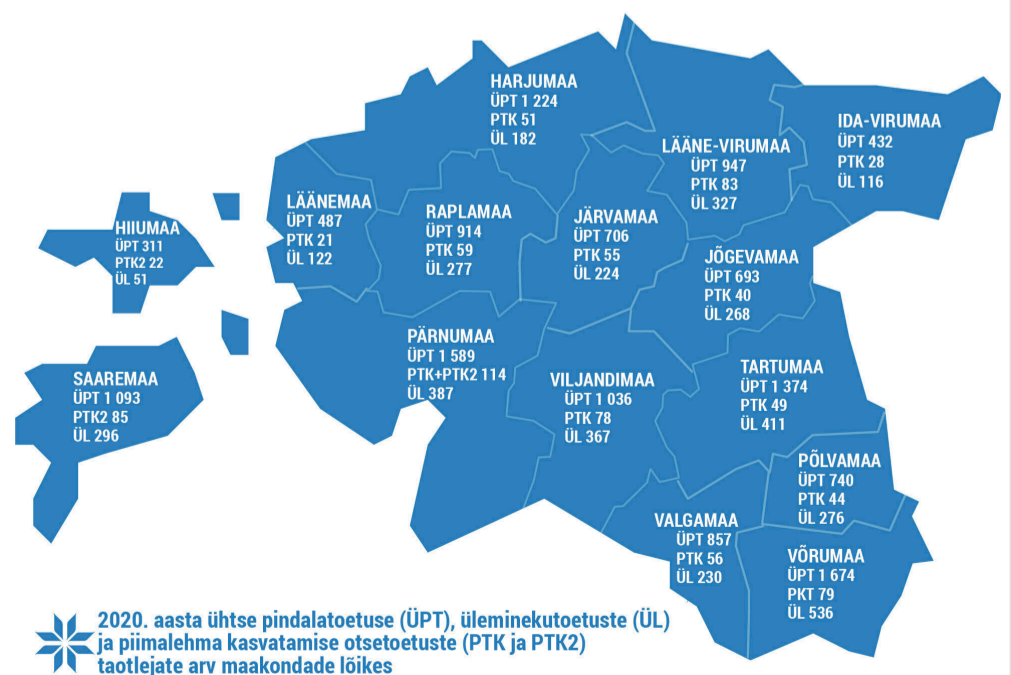 HARJUMAA
ÜPT 1 224
PTK 51
ÜL 182
IDA-VIRUMAA
ÜPT 432
PTK 28
ÜL 116
LÄÄNE-VIRUMAA
ÜPT 947
PTK 83
ÜL 327
LÄÄNEMAA
ÜPT 487
PTK 21
ÜL 122
RAPLAMAA
ÜPT 914
PTK 59
ÜL 277
JÄRVAMAA
ÜPT 706
PTK 55
ÜL 224
HIIUMAA
ÜPT 311
PTK2 22
ÜL 51
JÕGEVAMAA
ÜPT 693
PTK 40
ÜL 268
PÄRNUMAA
ÜPT 1 589
PTK+PTK2 114
ÜL 387
SAAREMAA
ÜPT 1 093
PTK2 85
ÜL 296
VILJANDIMAA
ÜPT 1 036
PTK 78
ÜL 367
TARTUMAA
ÜPT 1 374
PTK 49
ÜL 411
PÕLVAMAA
ÜPT 740
PTK 44
ÜL 276
VALGAMAA
ÜPT 857
PTK 56
ÜL 230
VÕRUMAA
ÜPT 1 674
PKT 79
ÜL 536
2020. aasta ühtse pindalatoetuse (ÜPT), üleminekutoetuste (ÜL)
ja piimalehma kasvatamise otsetoetuste (PTK ja PTK2)
taotlejate arv maakondade lõikes